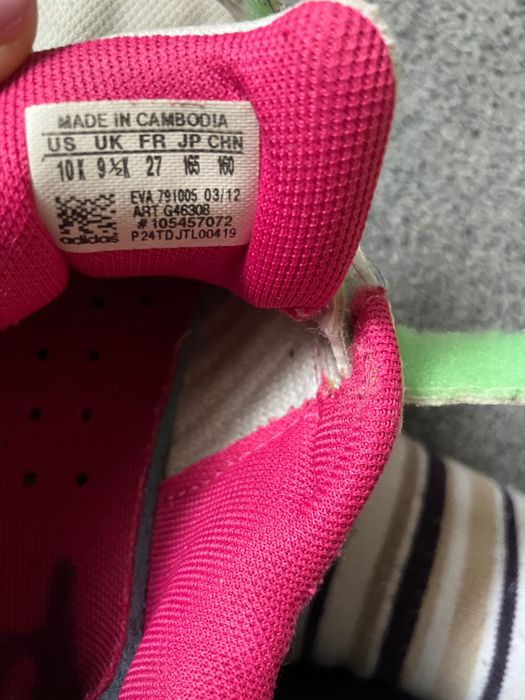 MADE IN CAMBODIA
US UK FR JP CHN
10K 9½K 27 165 160
EVA 791005 03/12
ART G46308
#105457072
adidas P24TDJTL00419